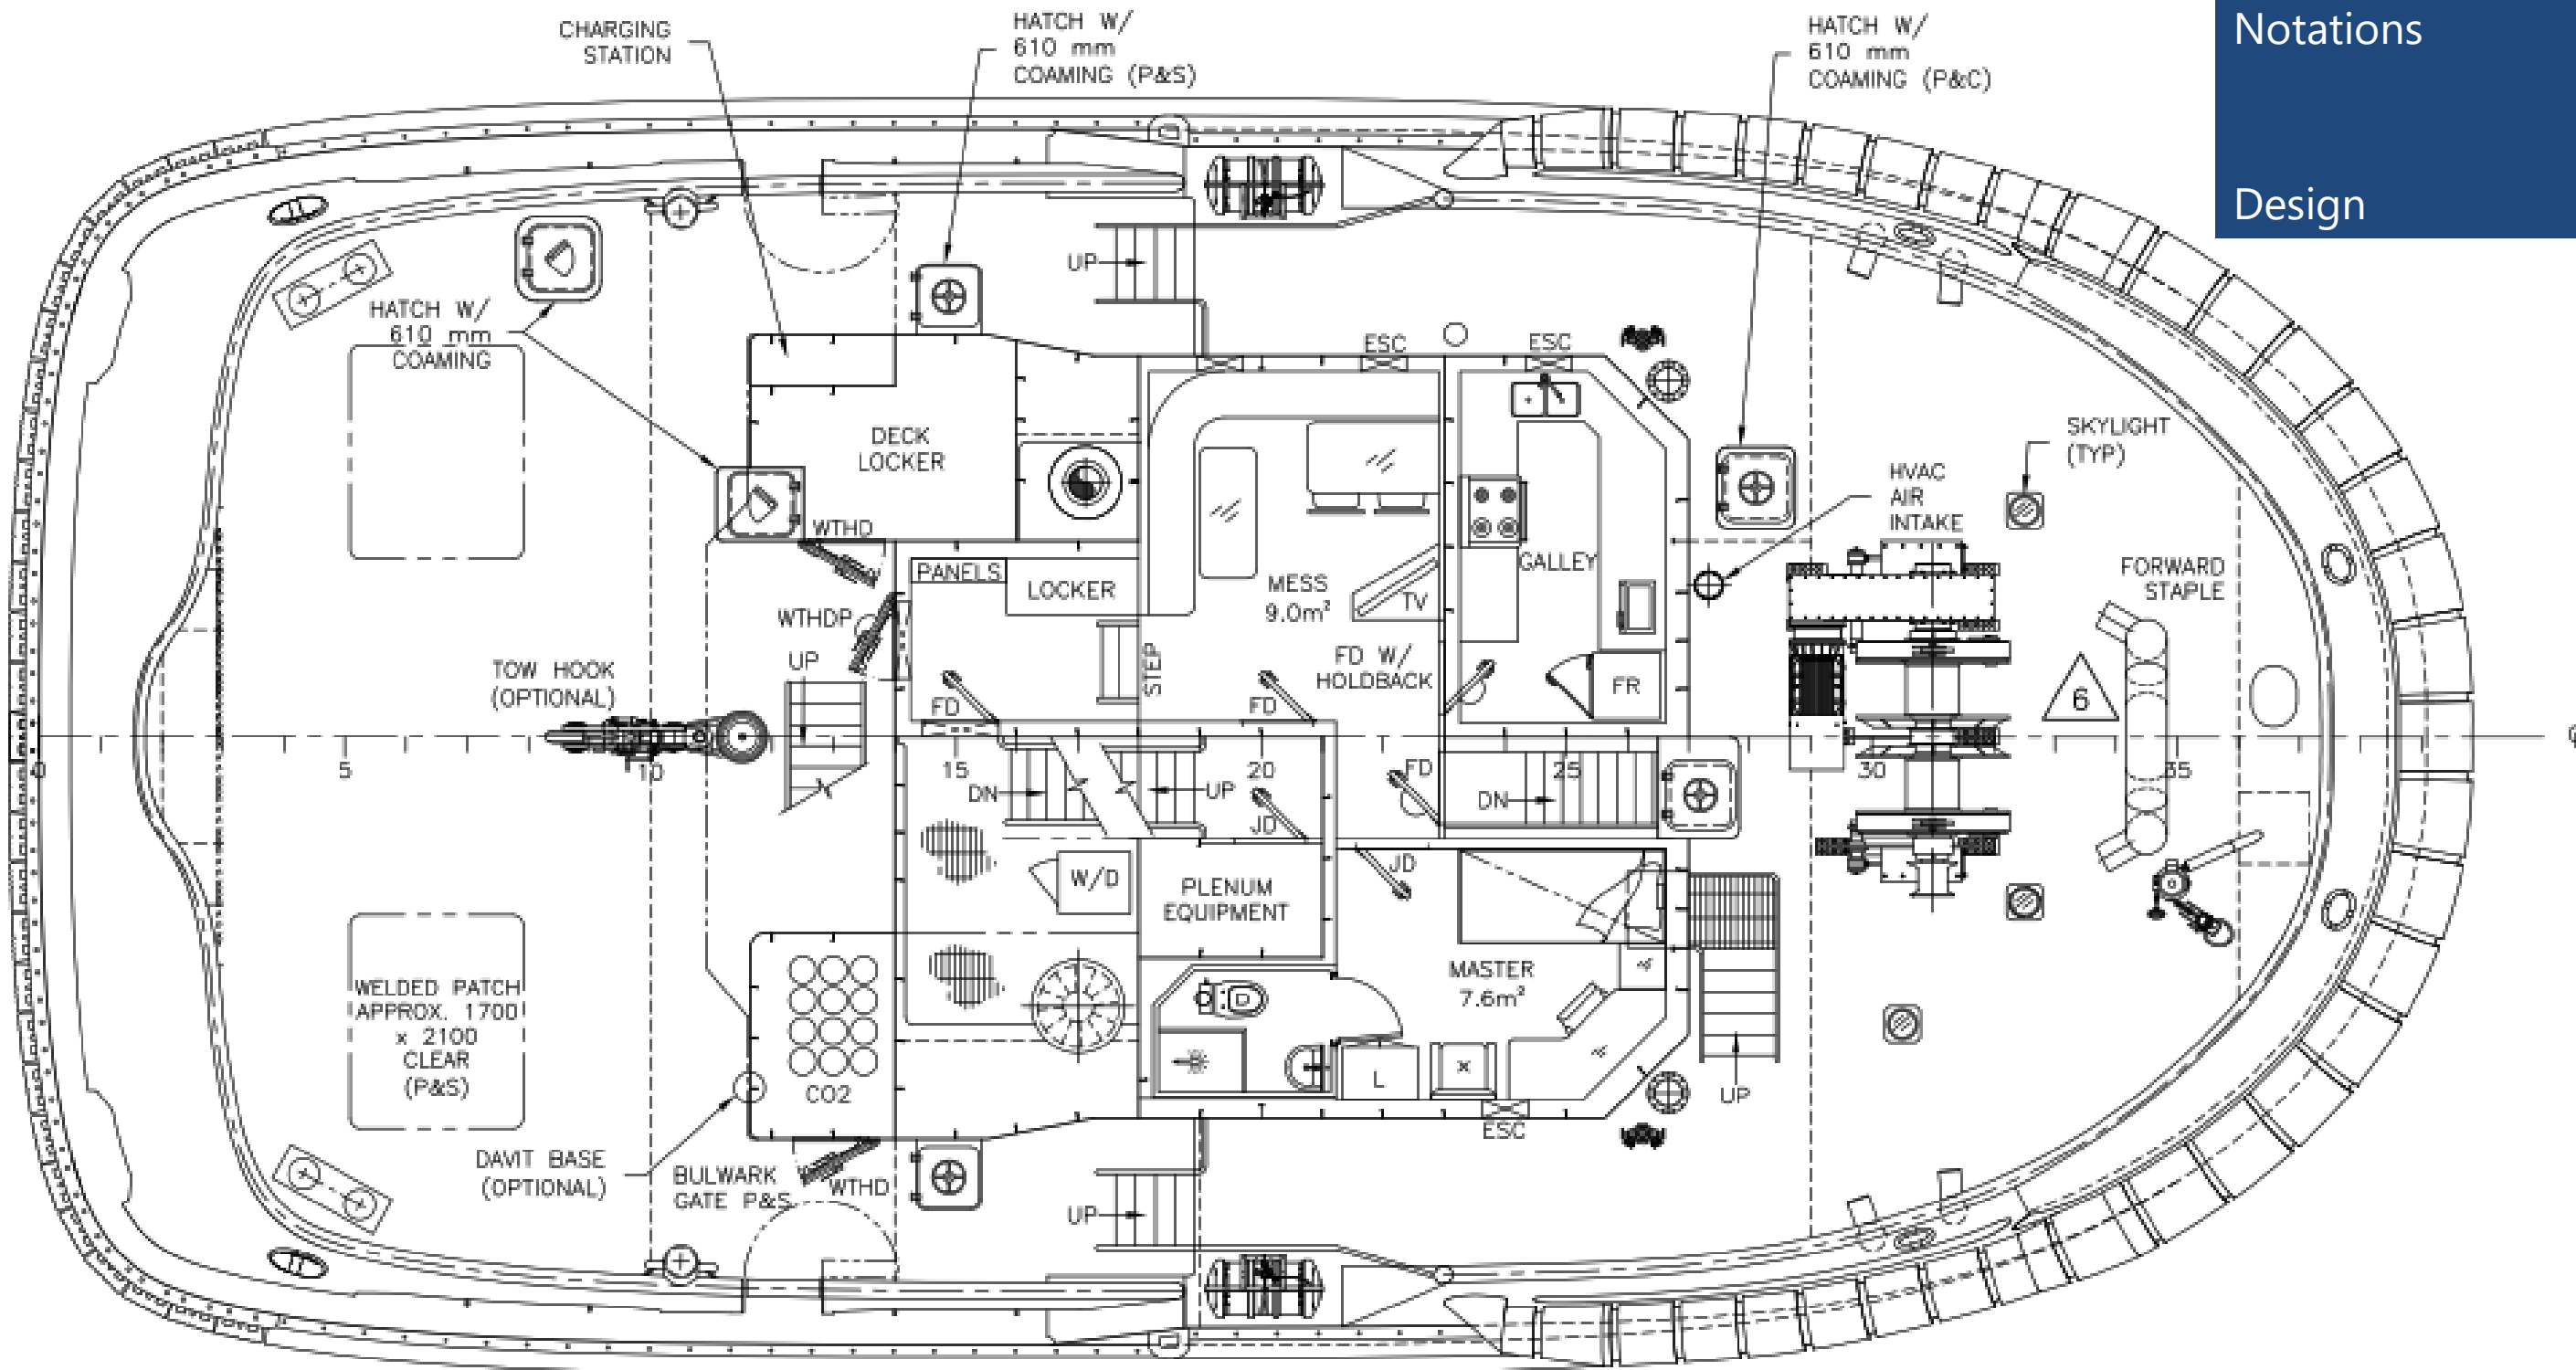 Notations
Design
CHARGING
STATION
HATCH W/
610 mm
COAMING (P&S)
HATCH W/
610 mm
COAMING (P&C)
UP
HATCH W/
610 mm
COAMING
ESC
ESC
DECK
LOCKER
SKYLIGHT
(TYP)
HVAC
AIR
INTAKE
WTHD
PANELS
LOCKER
MESS
9.0m²
TV
GALLEY
FORWARD
STAPLE
WTHDP
UP
STEP
TOW HOOK
(OPTIONAL)
FD W/
HOLDBACK
FR
6
FD
FD
0
5
10
15
20
25
30
35
DN
UP
FD
DN
JD
JD
W/D
PLENUM
EQUIPMENT
MASTER
7.6m²
WELDED PATCH
APPROX. 1700
x 2100
CLEAR
(P&S)
CO2
L
X
UP
ESC
DAVIT BASE
(OPTIONAL)
BULWARK
GATE P&S
WTHD
UP